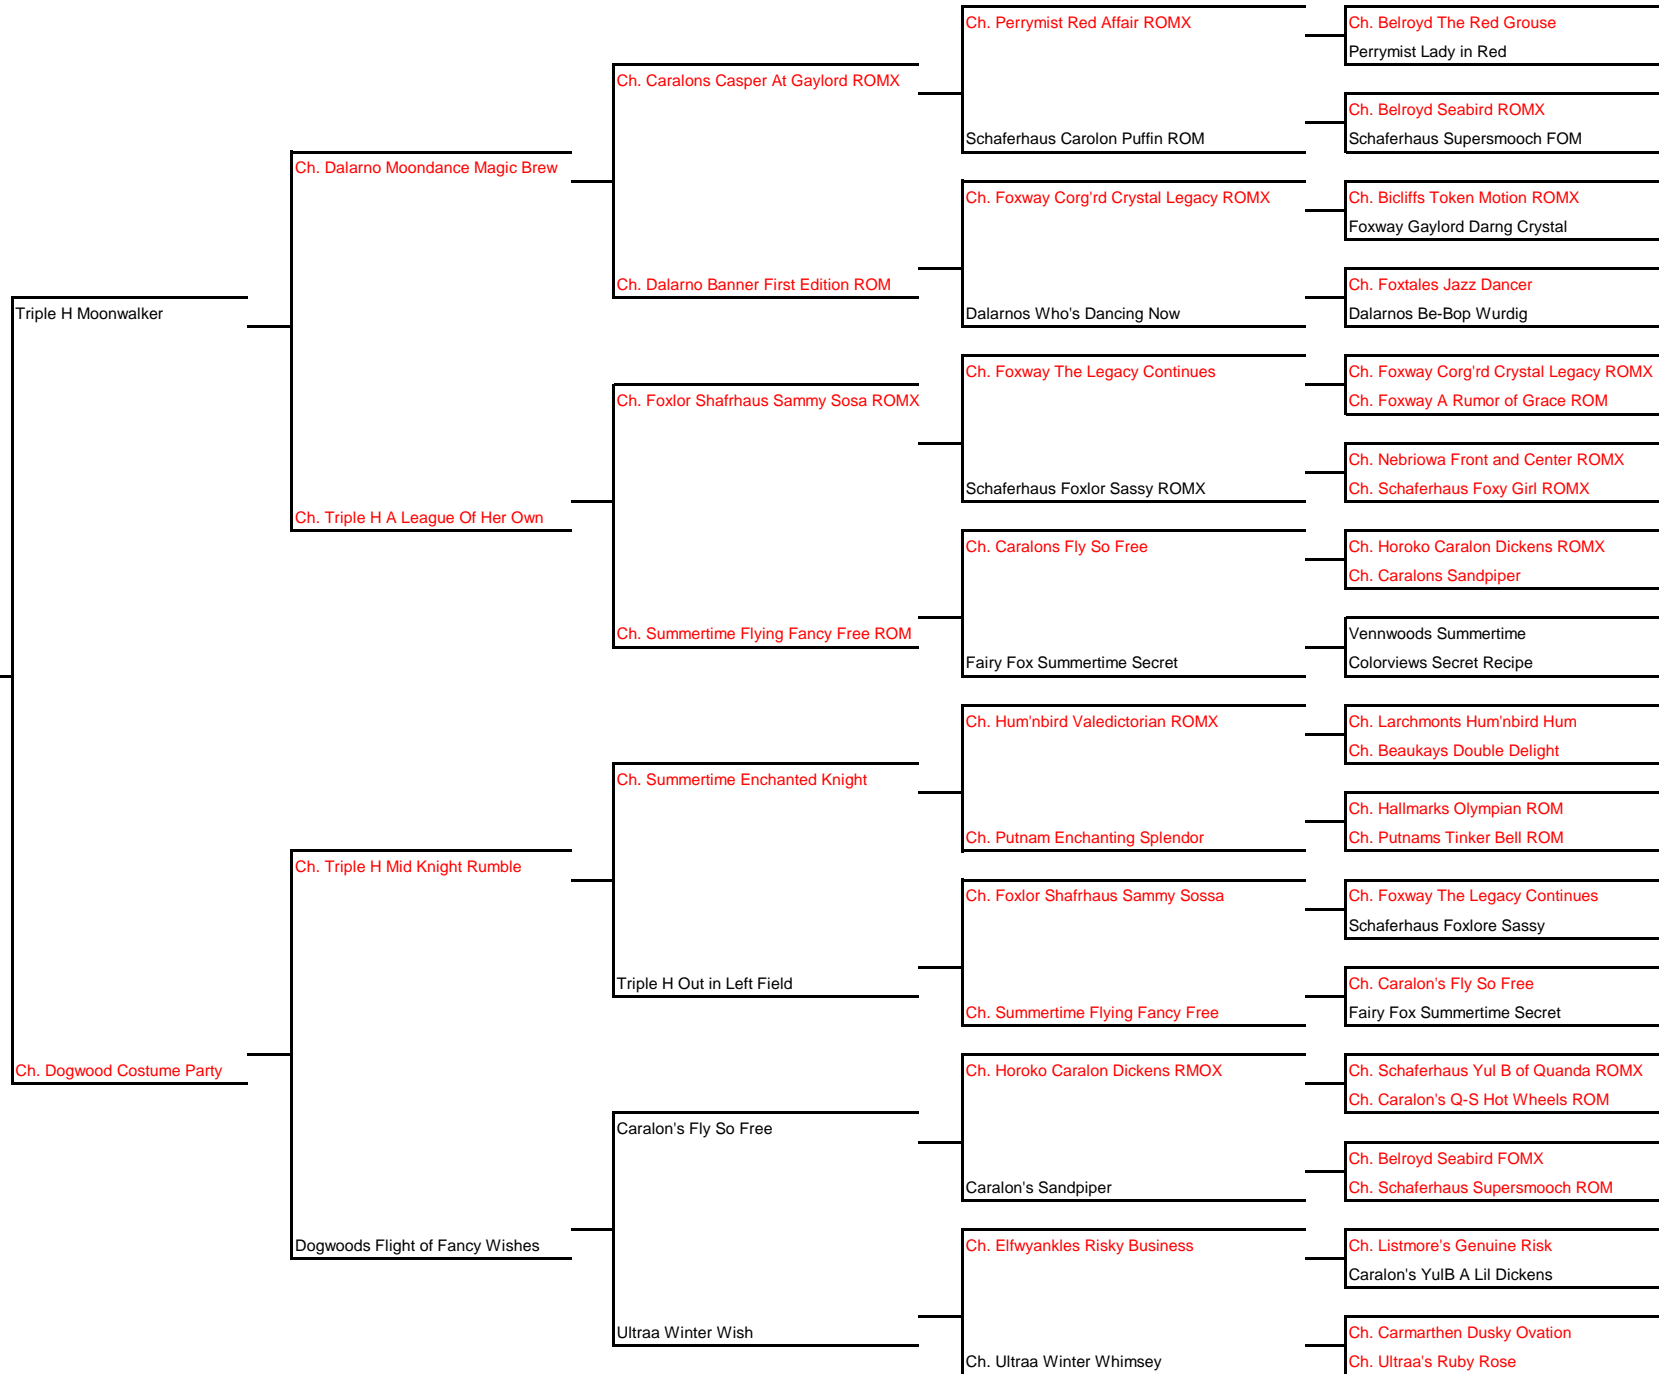 Ch. Perrymist Red Affair ROMX
Ch. Belroyd The Red Grouse
Perrymist Lady in Red
Ch. Caralons Casper At Gaylord ROMX
Ch. Belroyd Seabird ROMX
Schaferhaus Carolon Puffin ROM
Schaferhaus Supersmooch FOM
Ch. Dalarno Moondance Magic Brew
Ch. Foxway Corg'rd Crystal Legacy ROMX
Ch. Bicliffs Token Motion ROMX
Foxway Gaylord Darng Crystal
Ch. Dalarno Banner First Edition ROM
Ch. Foxtales Jazz Dancer
Triple H Moonwalker
Dalarnos Who's Dancing Now
Dalarnos Be-Bop Wurdig
Ch. Foxway The Legacy Continues
Ch. Foxway Corg'rd Crystal Legacy ROMX
Ch. Foxlor Shafrhaus Sammy Sosa ROMX
Ch. Foxway A Rumor of Grace ROM
Ch. Nebriowa Front and Center ROMX
Schaferhaus Foxlor Sassy ROMX
Ch. Schaferhaus Foxy Girl ROMX
Ch. Triple H A League Of Her Own
Ch. Caralons Fly So Free
Ch. Horoko Caralon Dickens ROMX
Ch. Caralons Sandpiper
Ch. Summertime Flying Fancy Free ROM
Vennwoods Summertime
Fairy Fox Summertime Secret
Colorviews Secret Recipe
Ch. Hum'nbird Valedictorian ROMX
Ch. Larchmonts Hum'nbird Hum
Ch. Beaukays Double Delight
Ch. Summertime Enchanted Knight
Ch. Hallmarks Olympian ROM
Ch. Putnam Enchanting Splendor
Ch. Putnams Tinker Bell ROM
Ch. Triple H Mid Knight Rumble
Ch. Foxlor Shafrhaus Sammy Sossa
Ch. Foxway The Legacy Continues
Schaferhaus Foxlore Sassy
Triple H Out in Left Field
Ch. Caralon's Fly So Free
Ch. Summertime Flying Fancy Free
Fairy Fox Summertime Secret
Ch. Dogwood Costume Party
Ch. Horoko Caralon Dickens RMOX
Ch. Schaferhaus Yul B of Quanda ROMX
Ch. Caralon's Q-S Hot Wheels ROM
Caralon's Fly So Free
Ch. Belroyd Seabird FOMX
Caralon's Sandpiper
Ch. Schaferhaus Supersmooch ROM
Dogwoods Flight of Fancy Wishes
Ch. Elfwyankles Risky Business
Ch. Listmore's Genuine Risk
Caralon's YulB A Lil Dickens
Ultraa Winter Wish
Ch. Carmarthen Dusky Ovation
Ch. Ultraa Winter Whimsey
Ch. Ultraa's Ruby Rose